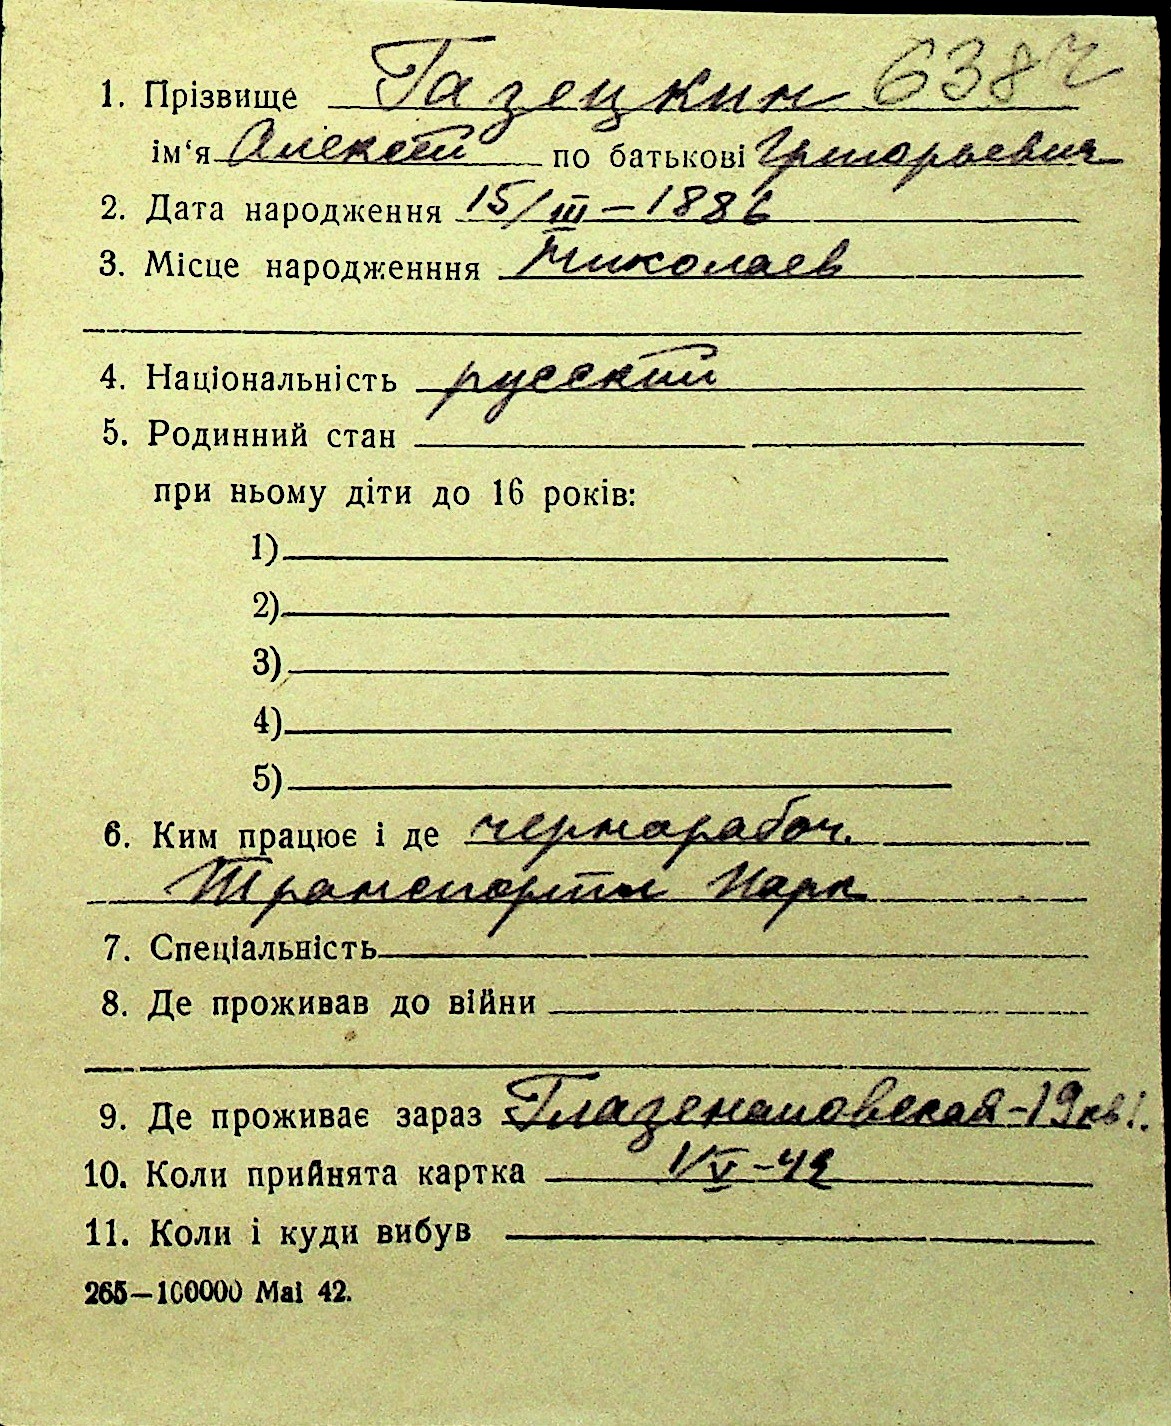 1. Прізвище Газецкин 6387
ім‘я Алексей по батькові Григорьевич
2. Дата народження 15/III – 1886
3. Місце народженння Николаев
4. Національність русский
5. Родинний стан
при ньому діти до 16 років:
1)
2)
3)
4)
5)
6. Ким працює і де чернорабоч.
Транспортн Парк
7. Спеціальність
8. Де проживав до війни
9. Де проживає зараз Глазенаповская-19 кв 1.
10. Коли прийнята картка 1/V-42
11. Коли і куди вибув
265—100000 Mai 42.